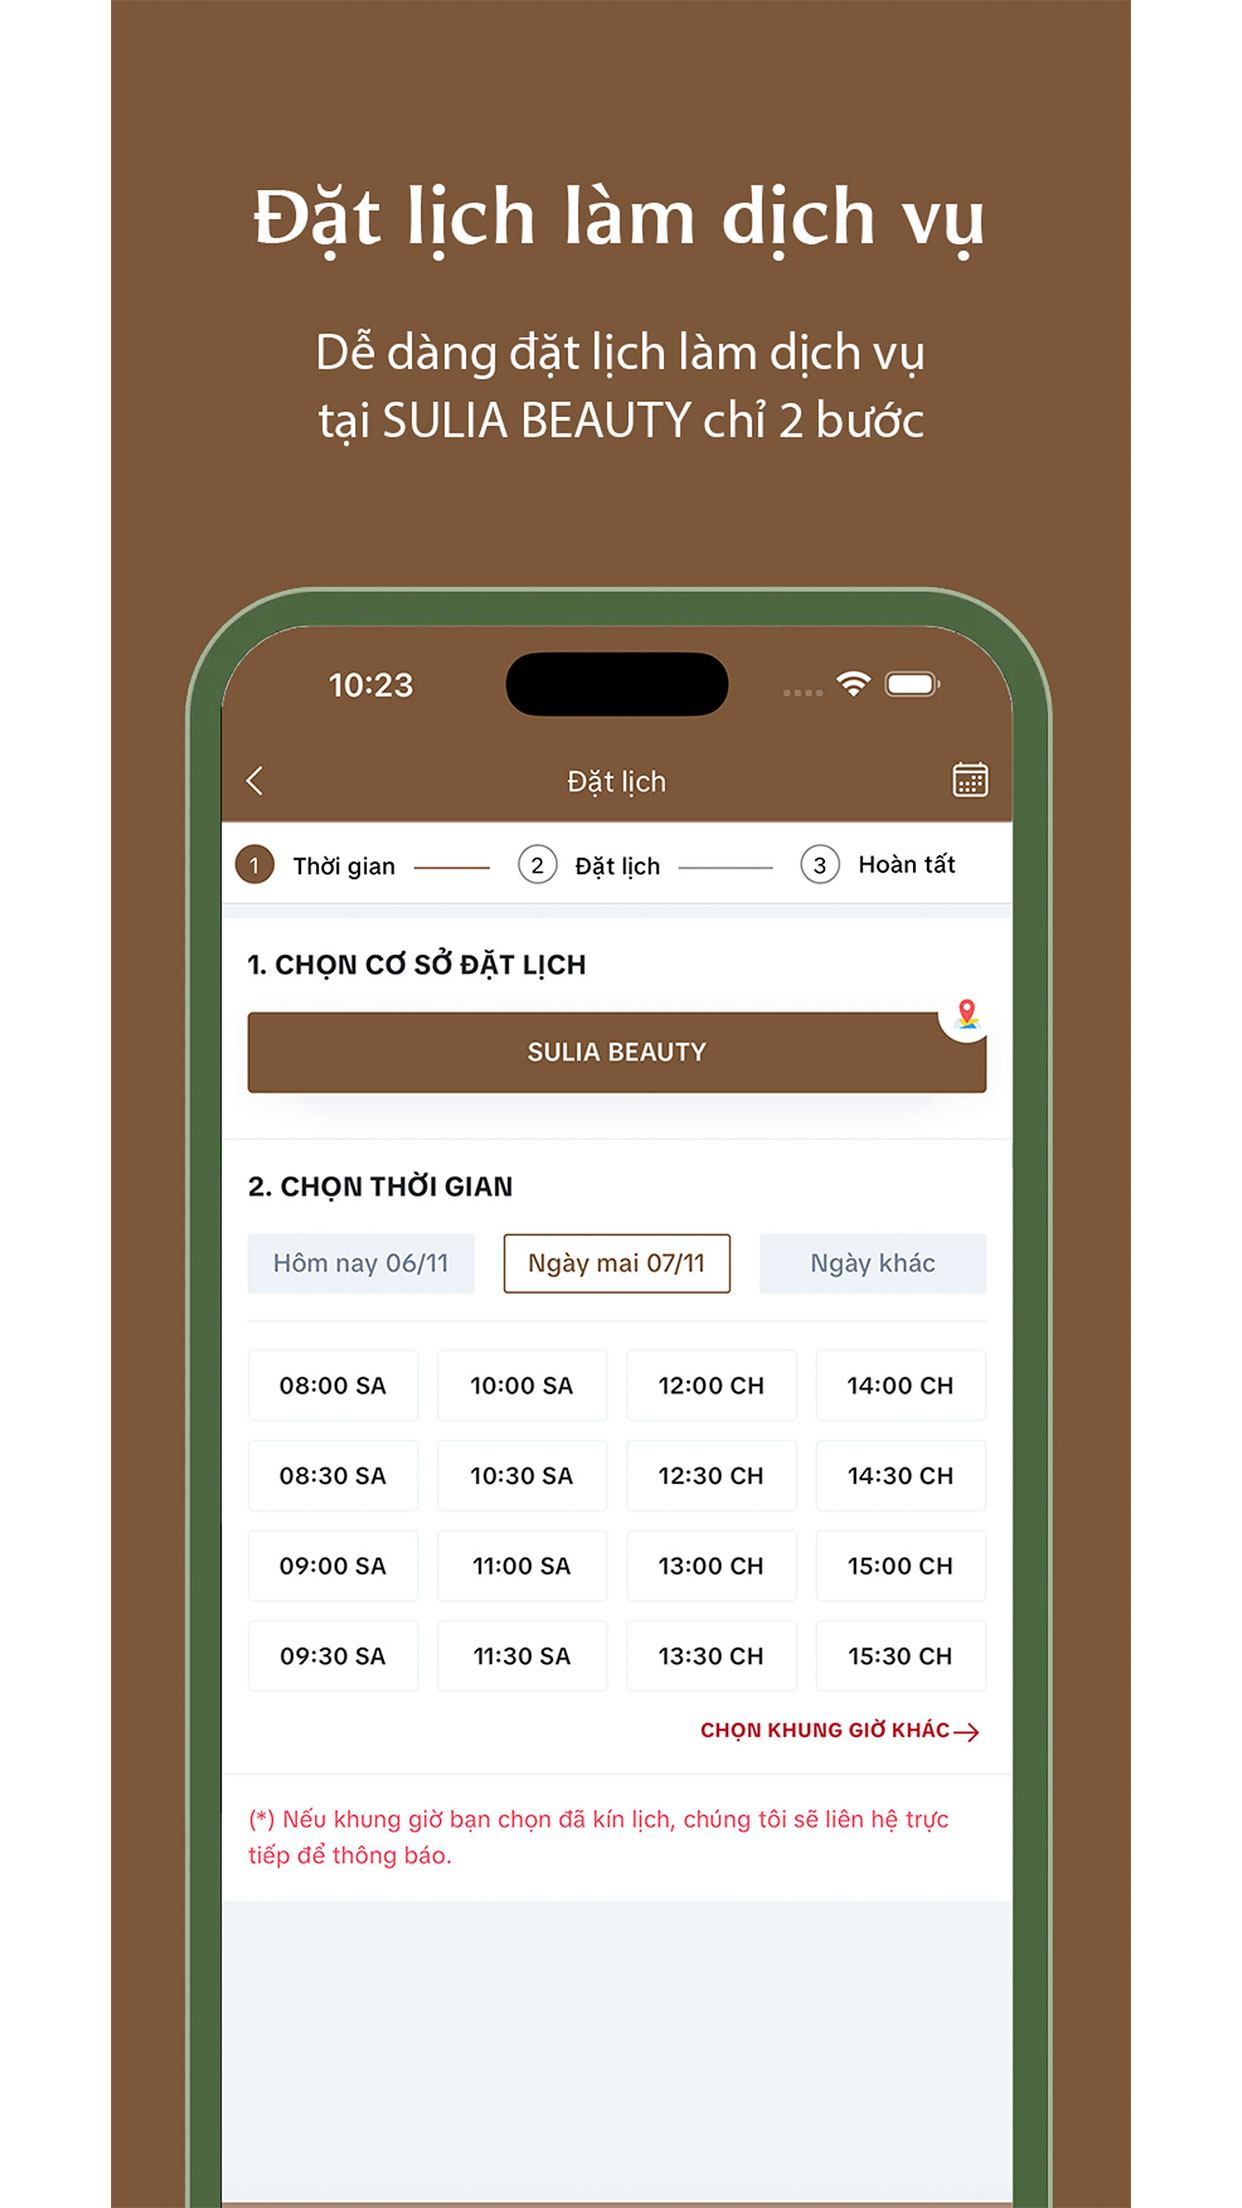 Đặt lịch làm dịch vụ
Dễ dàng đặt lịch làm dịch vụ
tại SULIA BEAUTY chỉ 2 bước
10:23
Đặt lịch
1 Thời gian 2 Đặt lịch 3 Hoàn tất
1. CHỌN CƠ SỞ ĐẶT LỊCH
SULIA BEAUTY
2. CHỌN THỜI GIAN
Hôm nay 06/11 Ngày mai 07/11 Ngày khác
08:00 SA 10:00 SA 12:00 CH 14:00 CH
08:30 SA 10:30 SA 12:30 CH 14:30 CH
09:00 SA 11:00 SA 13:00 CH 15:00 CH
09:30 SA 11:30 SA 13:30 CH 15:30 CH
CHỌN KHUNG GIỜ KHÁC
(*) Nếu khung giờ bạn chọn đã kín lịch, chúng tôi sẽ liên hệ trực
tiếp để thông báo.